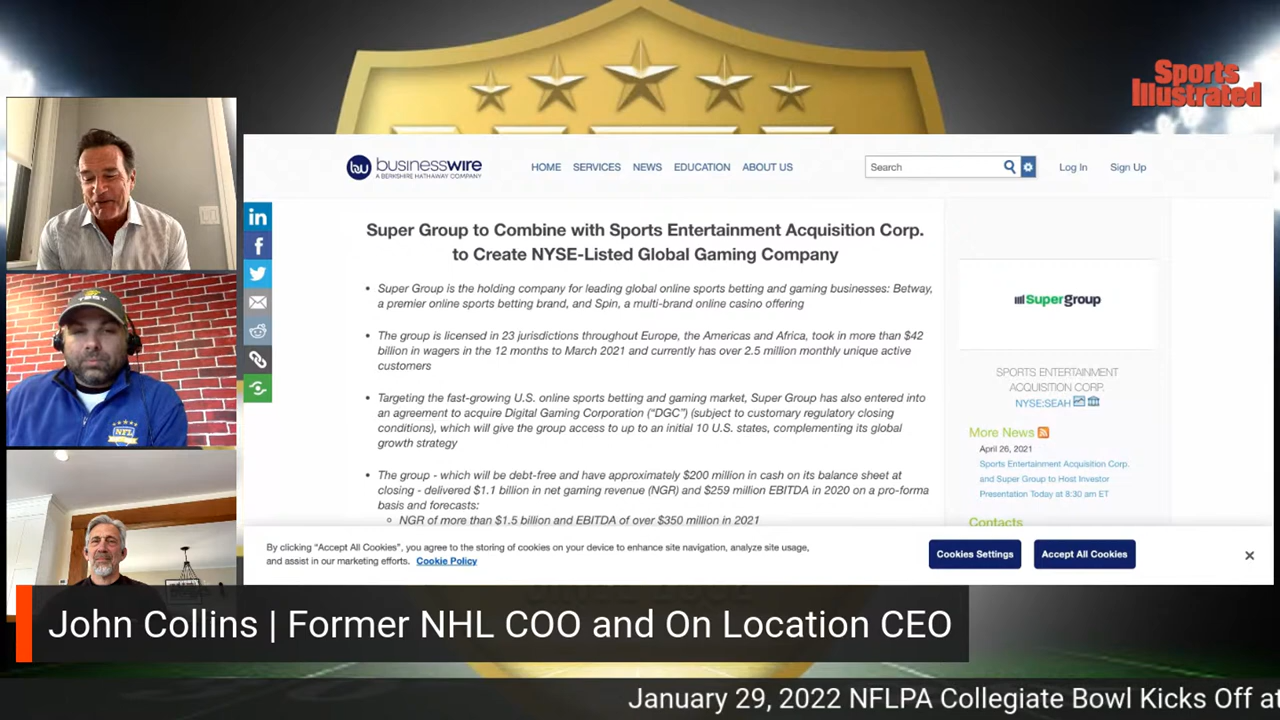 Sports
Illustrated
businesswire
A BERKSHIRE HATHAWAY COMPANY
HOME SERVICES NEWS EDUCATION ABOUT US
Search
Log In Sign Up
Super Group to Combine with Sports Entertainment Acquisition Corp.
to Create NYSE-Listed Global Gaming Company
• Super Group is the holding company for leading global online sports betting and gaming businesses: Betway,
a premier online sports betting brand, and Spin, a multi-brand online casino offering
• The group is licensed in 23 jurisdictions throughout Europe, the Americas and Africa, took in more than $42
billion in wagers in the 12 months to March 2021 and currently has over 2.5 million monthly unique active
customers
• Targeting the fast-growing U.S. online sports betting and gaming market, Super Group has also entered into
an agreement to acquire Digital Gaming Corporation (“DGC”) (subject to customary regulatory closing
conditions), which will give the group access to up to an initial 10 U.S. states, complementing its global
growth strategy
• The group - which will be debt-free and have approximately $200 million in cash on its balance sheet at
closing - delivered $1.1 billion in net gaming revenue (NGR) and $259 million EBITDA in 2020 on a pro-forma
basis and forecasts:
NGR of more than $1.5 billion and EBITDA of over $350 million in 2021
Supergroup
SPORTS ENTERTAINMENT
ACQUISITION CORP.
NYSE:SEAH
More News
April 26, 2021
Sports Entertainment Acquisition Corp.
and Super Group to Host Investor
Presentation Today at 8:30 am ET
Contacts
By clicking “Accept All Cookies”, you agree to the storing of cookies on your device to enhance site navigation, analyze site usage,
and assist in our marketing efforts. Cookie Policy
Cookies Settings Accept All Cookies
John Collins | Former NHL COO and On Location CEO
January 29, 2022 NFLPA Collegiate Bowl Kicks Off at